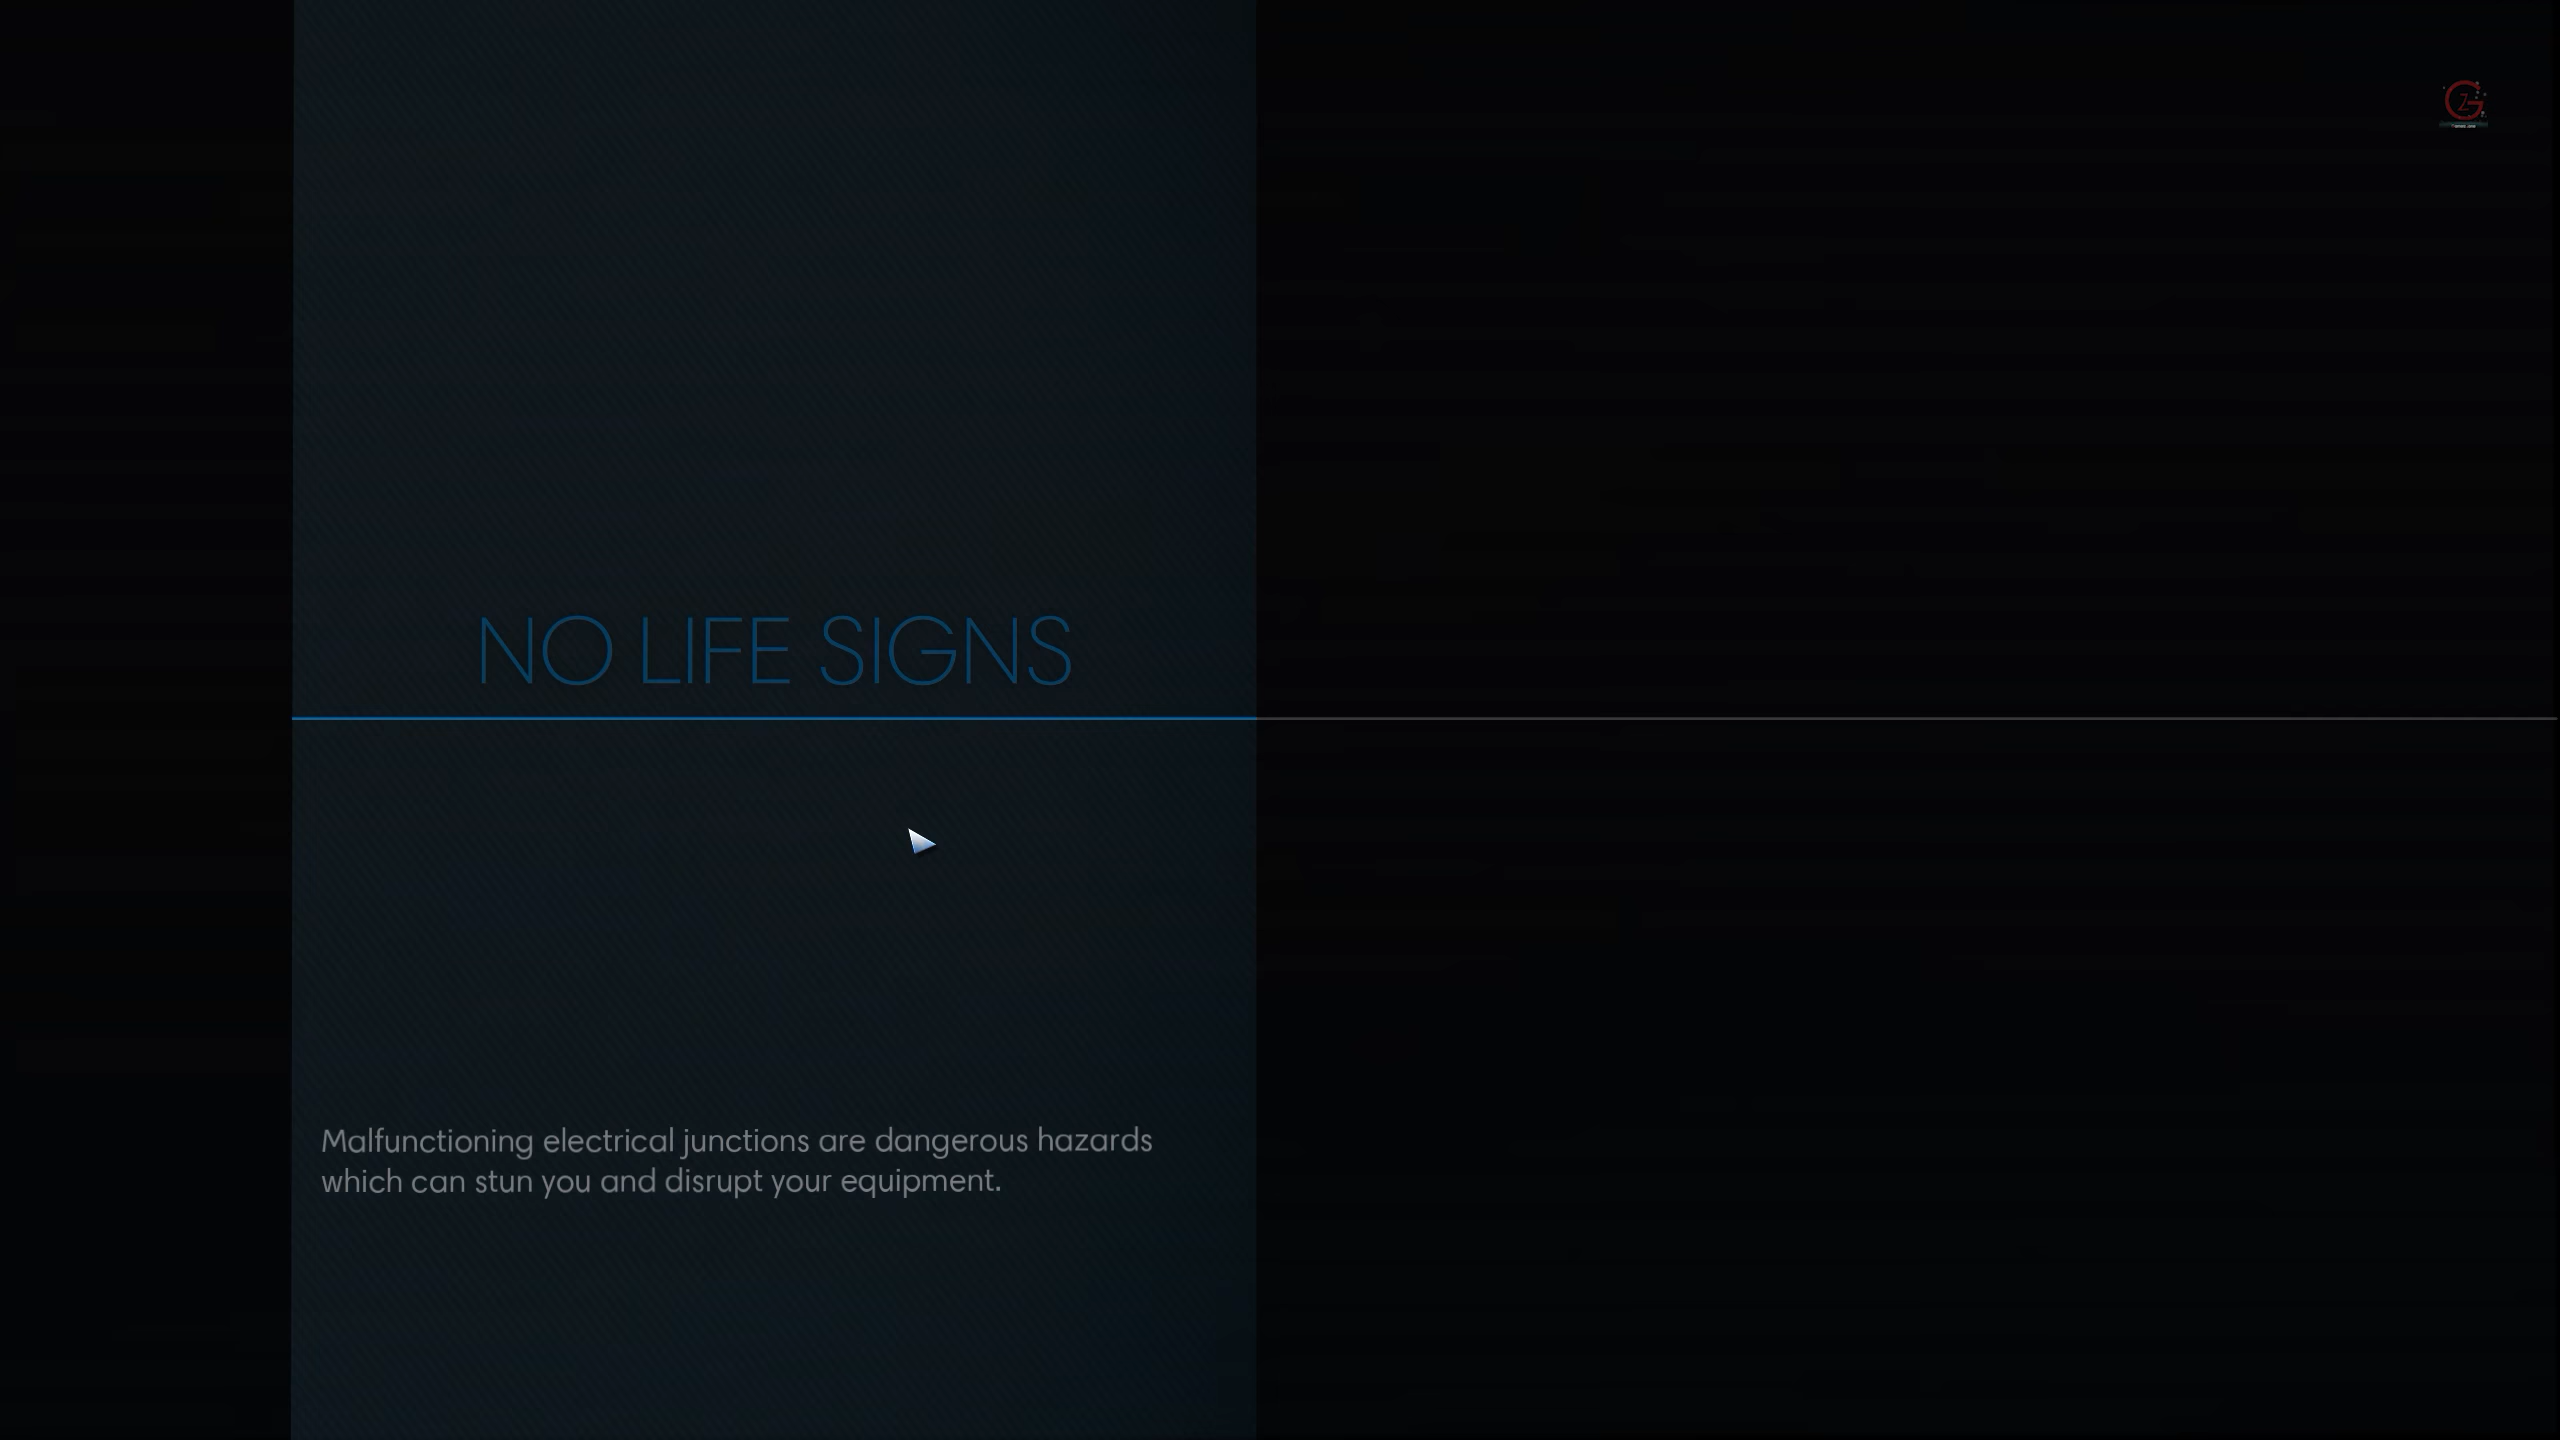 NO LIFE SIGNS
Malfunctioning electrical junctions are dangerous hazards
which can stun you and disrupt your equipment.